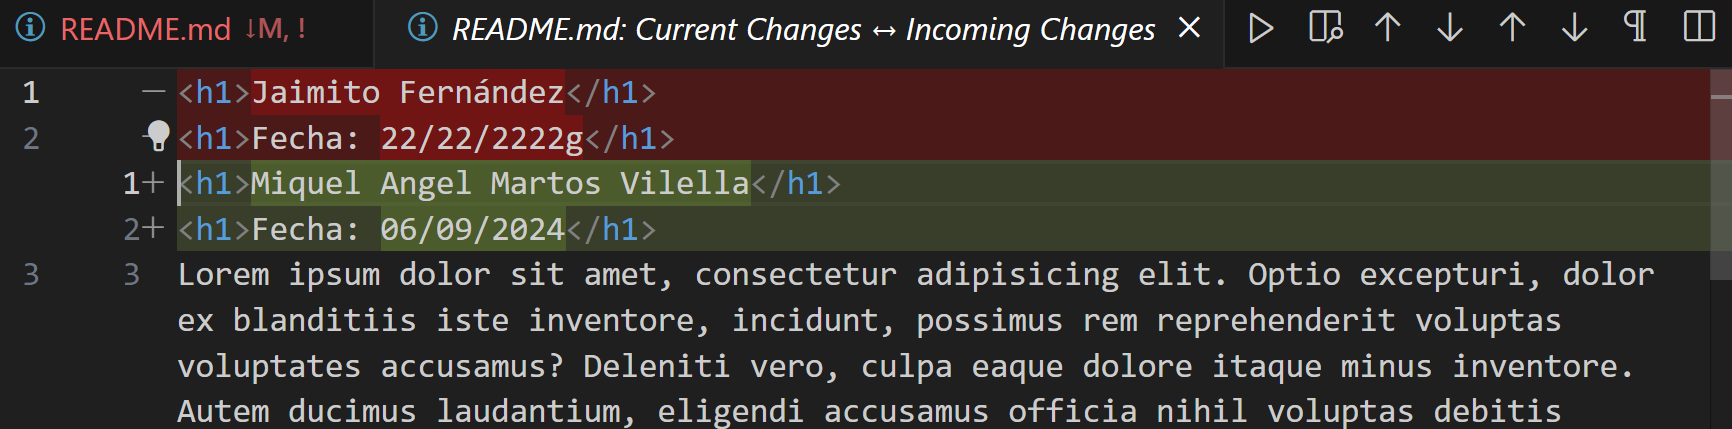 README.md ↓M, !
README.md: Current Changes ↔ Incoming Changes
1 <h1>Jaimito Fernández</h1>
2 <h1>Fecha: 22/22/2222g</h1>
1+ <h1>Miquel Angel Martos Vilella</h1>
2+ <h1>Fecha: 06/09/2024</h1>
3 3 Lorem ipsum dolor sit amet, consectetur adipisicing elit. Optio excepturi, dolor
ex blanditiis iste inventore, incidunt, possimus rem reprehenderit voluptas
voluptates accusamus? Deleniti vero, culpa eaque dolore itaque minus inventore.
Autem ducimus laudantium, eligendi accusamus officia nihil voluptas debitis